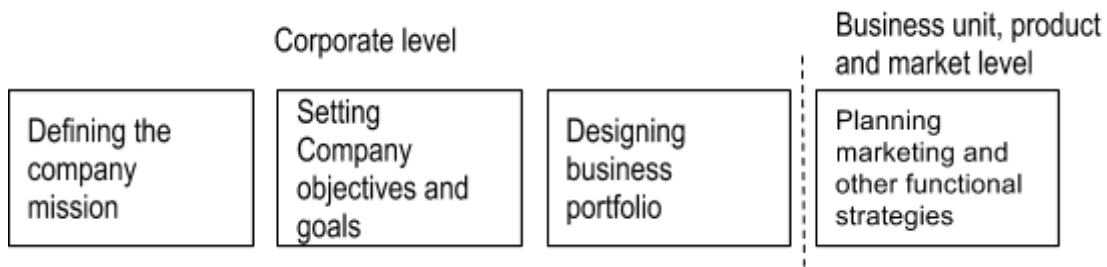 Corporate level
Business unit, product
and market level
Defining the
company
mission
Setting
Company
objectives and
goals
Designing
business
portfolio
Planning
marketing and
other functional
strategies